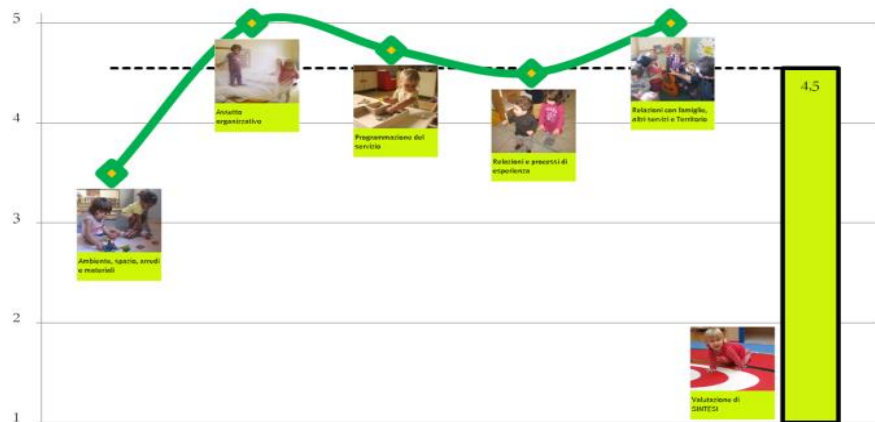 5
4
3
2
1
Ambiente, spazio, arredi
e materiali
Assetto
organizzativo
Programmazione del
servizio
Relazioni e processi di
esperienza
Relazioni con famiglie,
altri servizi e Territorio
Valutazione di
SINTESI
4,5